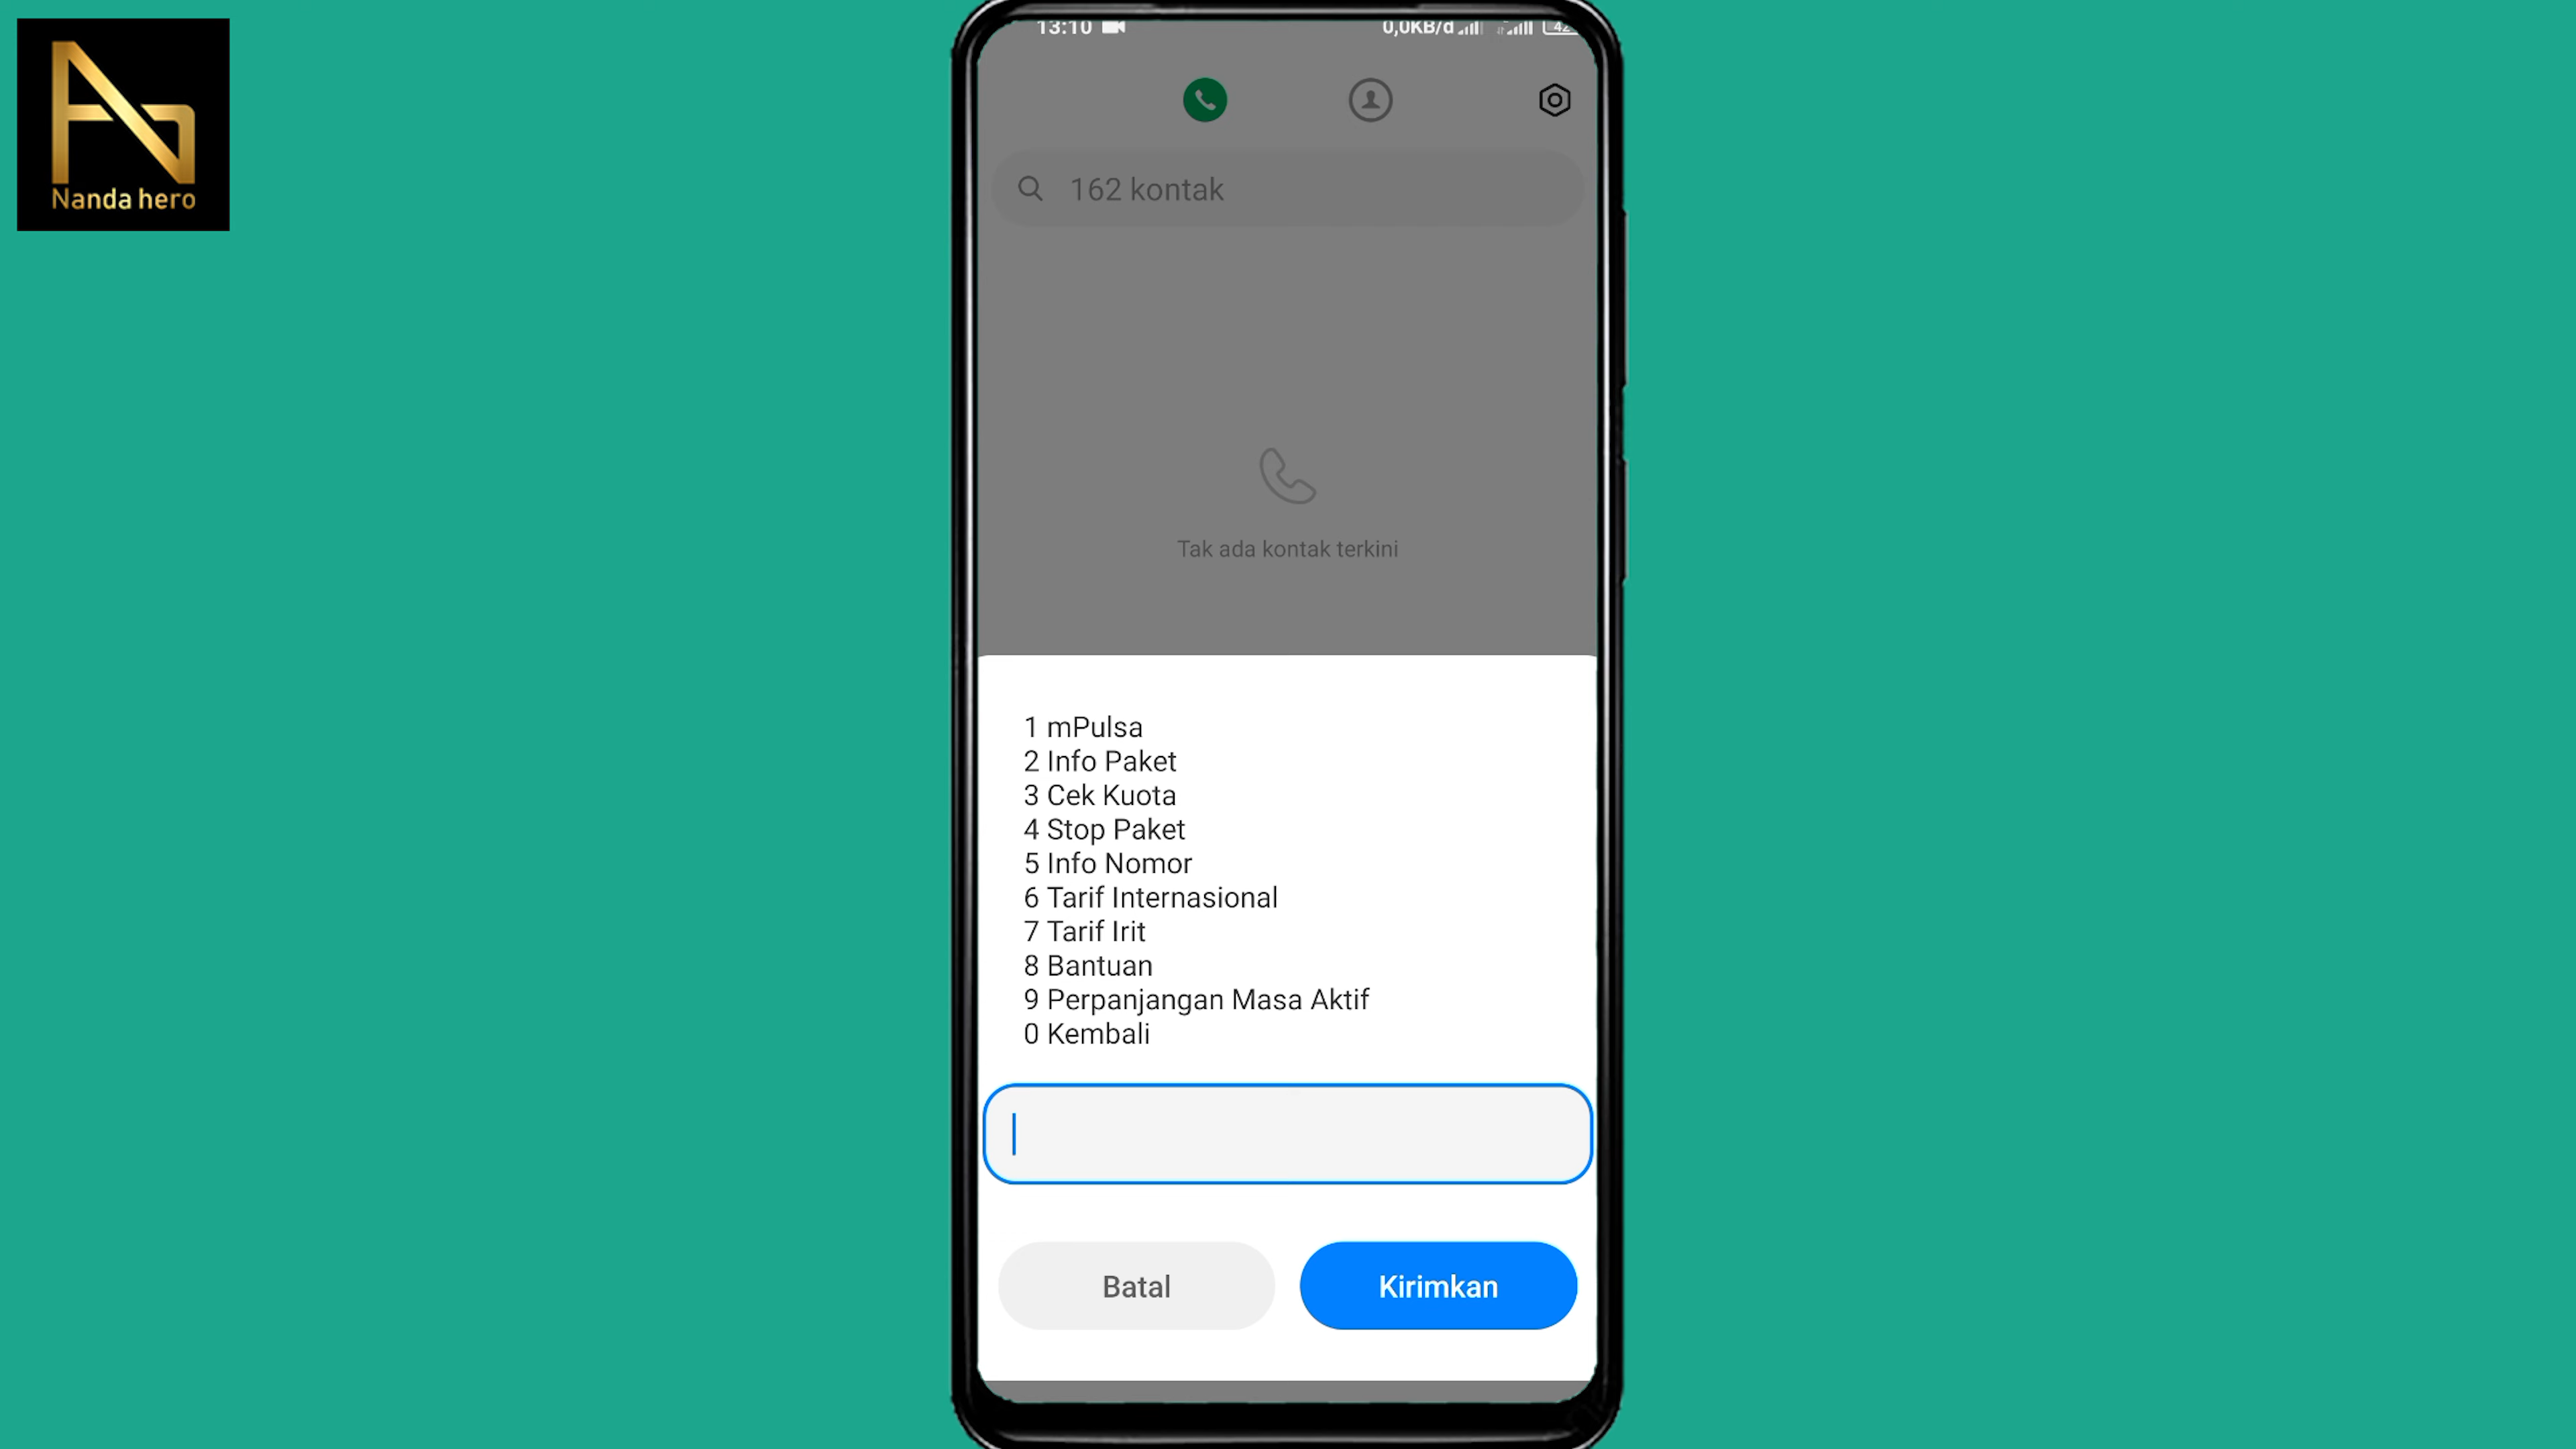 Nanda hero
13:10
0,0KB/d
42
162 kontak
Tak ada kontak terkini
1 mPulsa
2 Info Paket
3 Cek Kuota
4 Stop Paket
5 Info Nomor
6 Tarif Internasional
7 Tarif Irit
8 Bantuan
9 Perpanjangan Masa Aktif
0 Kembali
Batal
Kirimkan